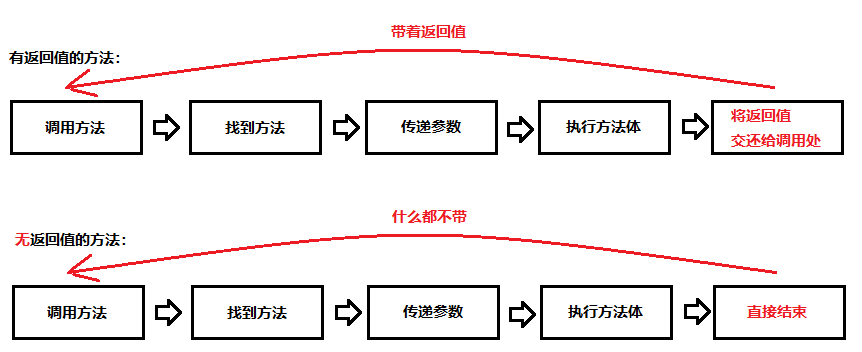 带着返回值
有返回值的方法：
调用方法
找到方法
传递参数
执行方法体
将返回值
交还给调用处
什么都不带
无返回值的方法：
调用方法
找到方法
传递参数
执行方法体
直接结束